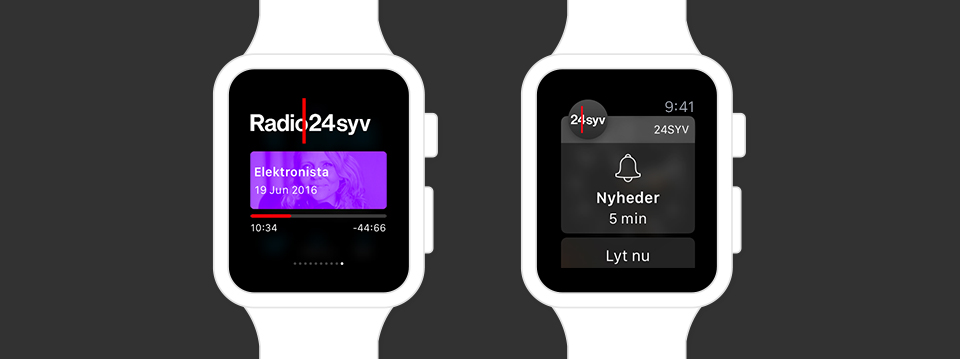 Radio24syv
Elektronista
19 Jun 2016
10:34 -44:66
9:41
24syv
24SYV
Nyheder
5 min
Lyt nu